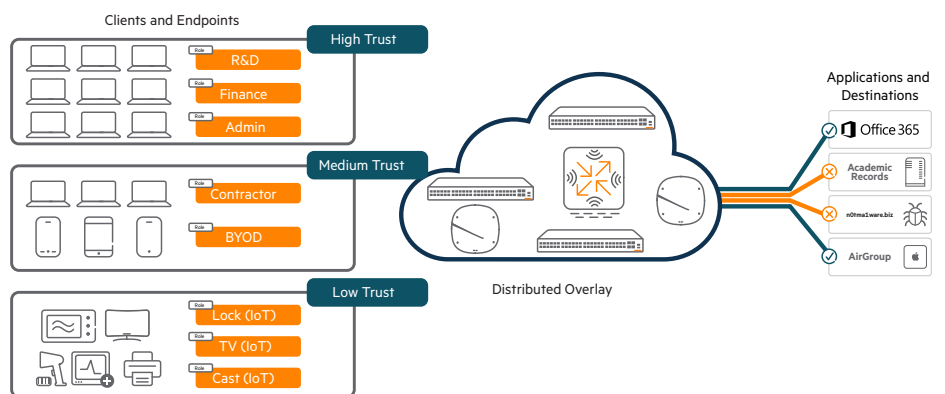 Clients and Endpoints
High Trust
Role
R&D
Role
Finance
Role
Admin
Medium Trust
Role
Contractor
Role
BYOD
Low Trust
Role
Lock (IoT)
Role
TV (IoT)
Role
Cast (IoT)
Distributed Overlay
Applications and
Destinations
Office 365
Academic
Records
n0tma1ware.biz
AirGroup